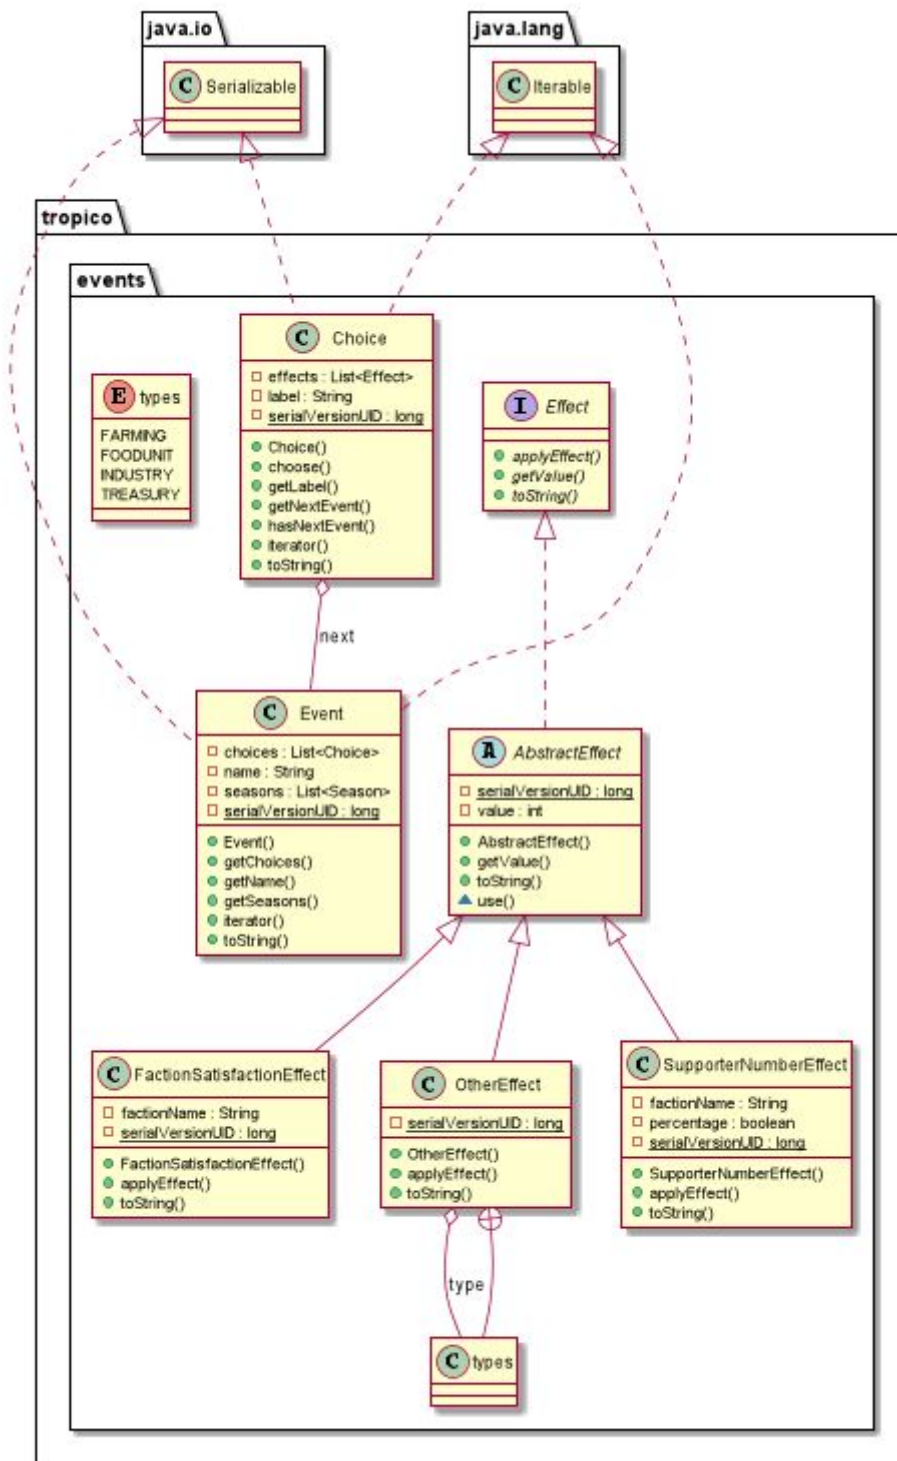 java.io
java.lang
C Serializable
C Iterable
tropico
events
C Choice
effects : List<Effect>
label : String
serialVersionUID : long
Choice()
choose()
getLabel()
getNextEvent()
hasNextEvent()
iterator()
toString()
E types
FARMING
FOODUNIT
INDUSTRY
TREASURY
I Effect
applyEffect()
getValue()
toString()
next
C Event
choices : List<Choice>
name : String
seasons : List<Season>
serialVersionUID : long
Event()
getChoices()
getName()
getSeasons()
iterator()
toString()
A AbstractEffect
serialVersionUID : long
value : int
AbstractEffect()
getValue()
toString()
use()
C FactionSatisfactionEffect
factionName : String
serialVersionUID : long
FactionSatisfactionEffect()
applyEffect()
toString()
C OtherEffect
serialVersionUID : long
OtherEffect()
applyEffect()
toString()
C SupporterNumberEffect
factionName : String
percentage : boolean
serialVersionUID : long
SupporterNumberEffect()
applyEffect()
toString()
type
C types